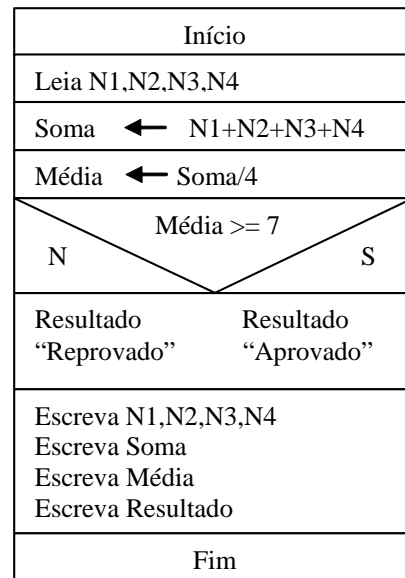 Início
Leia N1,N2,N3,N4
Soma ← N1+N2+N3+N4
Média ← Soma/4
Média >= 7
N S
Resultado Resultado
“Reprovado” “Aprovado”
Escreva N1,N2,N3,N4
Escreva Soma
Escreva Média
Escreva Resultado
Fim